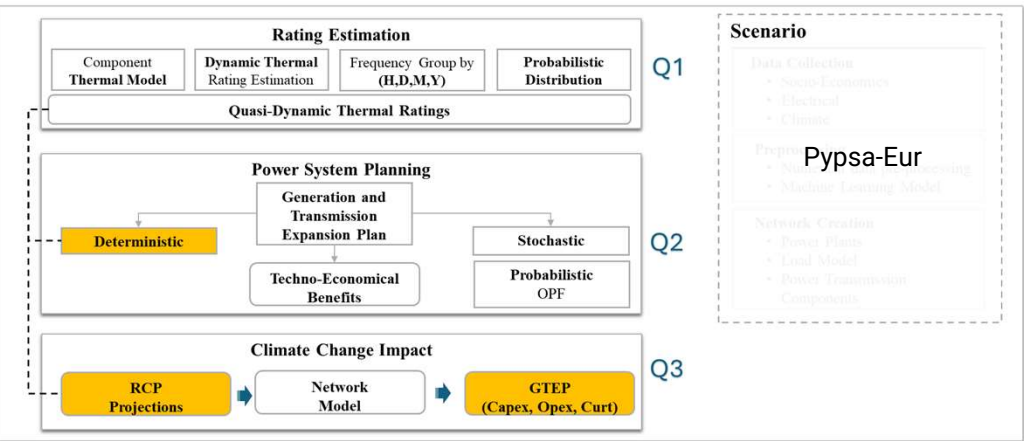 Rating Estimation
Component
Thermal Model
Dynamic Thermal
Rating Estimation
Frequency Group by
(H,D,M,Y)
Probabilistic
Distribution
Quasi-Dynamic Thermal Ratings
Q1
Power System Planning
Generation and
Transmission
Expansion Plan
Deterministic
Techno-Economical
Benefits
Stochastic
Probabilistic
OPF
Q2
Climate Change Impact
RCP
Projections
Network
Model
GTEP
(Capex, Opex, Curt)
Q3
Scenario
Data Collection
• Socio-Economics
• Electrical
• Climate
Pypsa-Eur
• Machine Learning Model
Network Creation
• Power Plants
• Load Model
• Power Transmission
Components